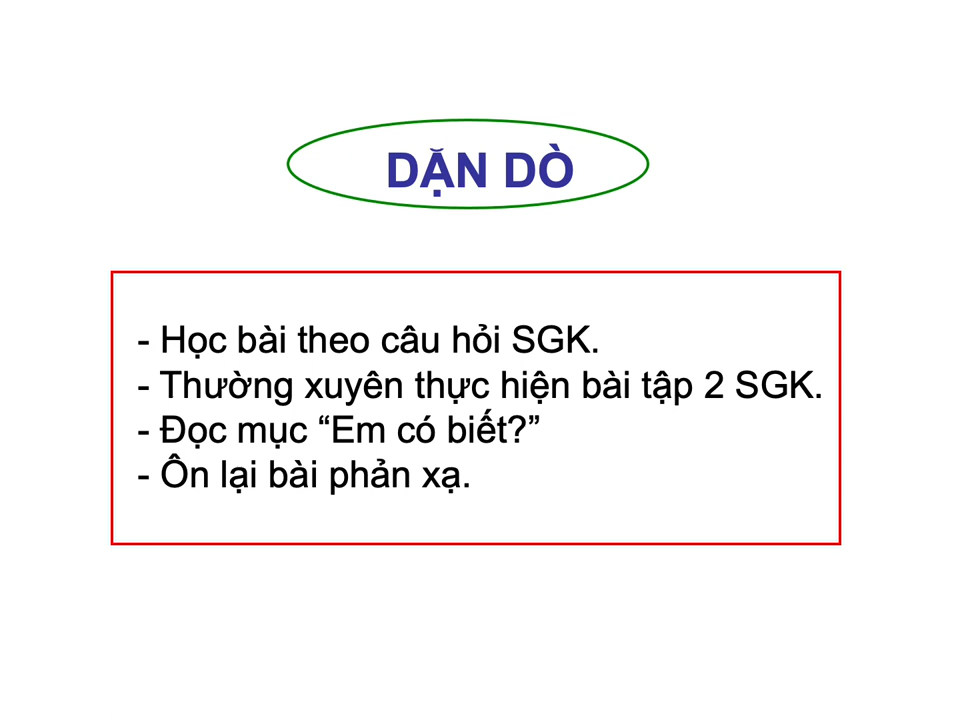 DẶN DÒ
- Học bài theo câu hỏi SGK.
- Thường xuyên thực hiện bài tập 2 SGK.
- Đọc mục “Em có biết?”
- Ôn lại bài phản xạ.